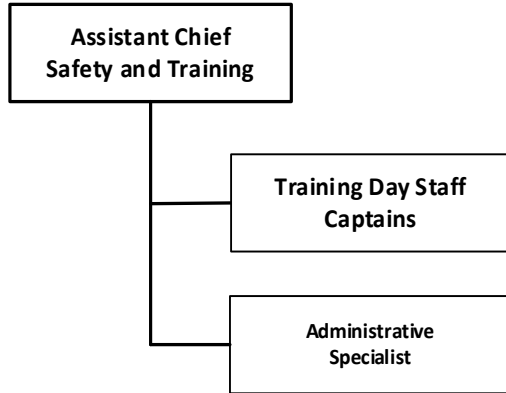 Assistant Chief
Safety and Training
Training Day Staff
Captains
Administrative
Specialist